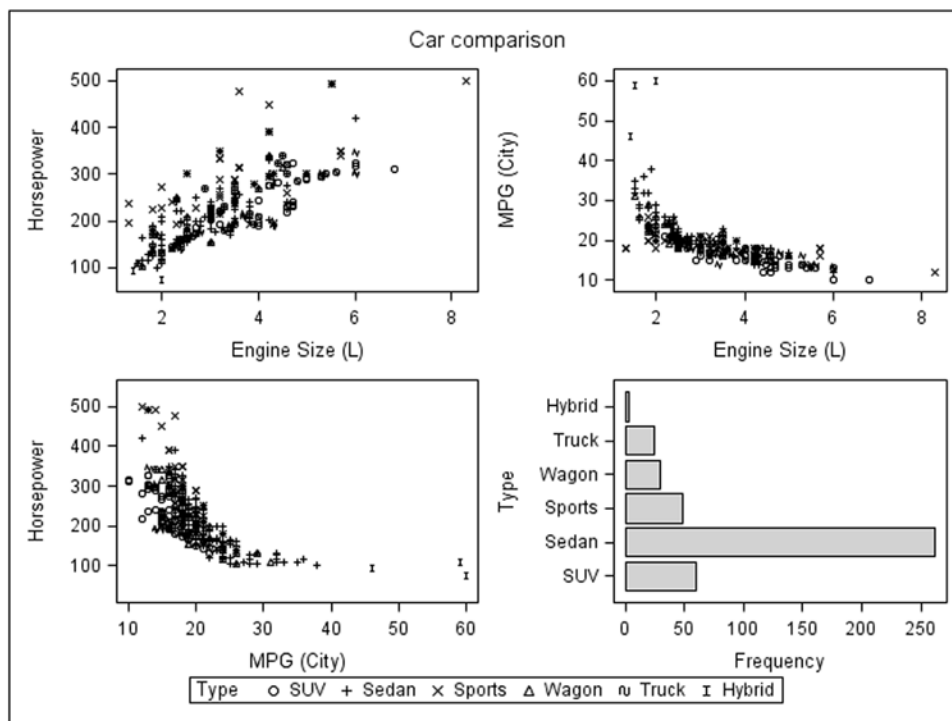 Car comparison
Horsepower
500
400
300
200
100
2 4 6 8
Engine Size (L)
MPG (City)
60
50
40
30
20
10
2 4 6 8
Engine Size (L)
Horsepower
500
400
300
200
100
10 20 30 40 50 60
MPG (City)
Type
Hybrid
Truck
Wagon
Sports
Sedan
SUV
0 50 100 150 200 250
Frequency
Type SUV Sedan Sports Wagon Truck Hybrid